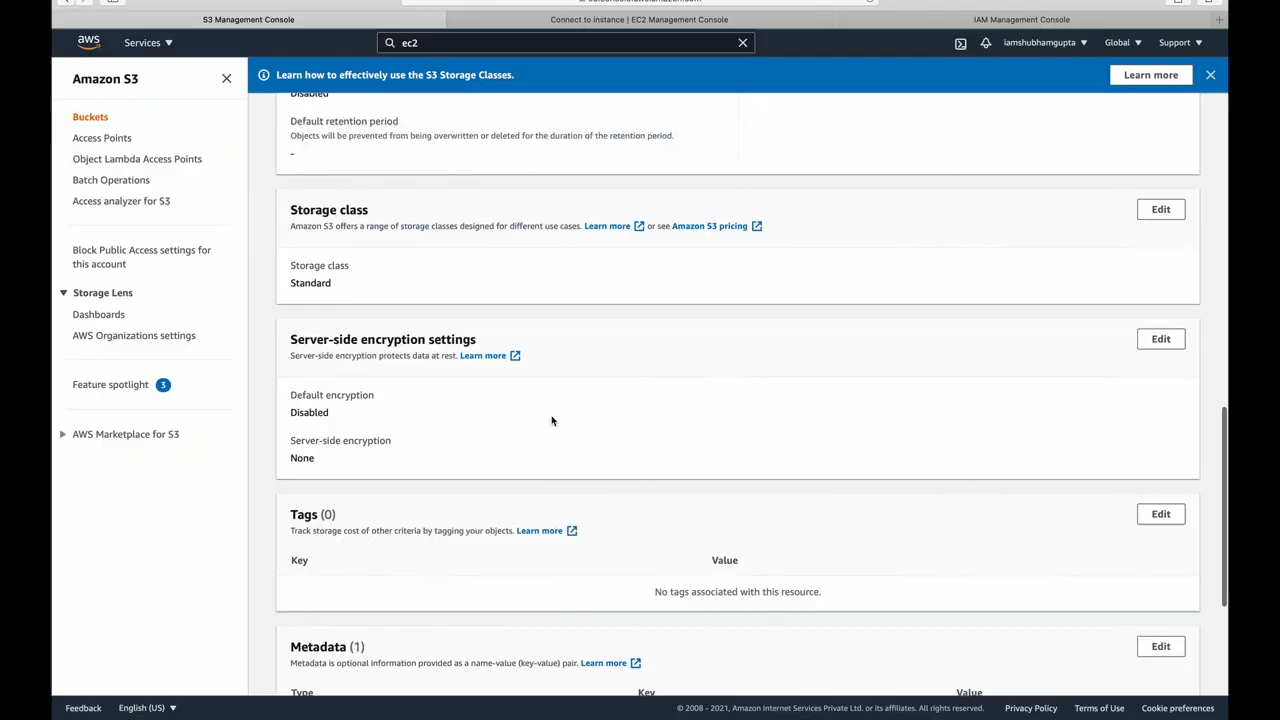 S3 Management Console
Connect to instance | EC2 Management Console
IAM Management Console
aws
Services
ec2
iamshubhamgupta
Global
Support
Amazon S3
Learn how to effectively use the S3 Storage Classes.
Learn more
Buckets
Access Points
Object Lambda Access Points
Batch Operations
Access analyzer for S3
Block Public Access settings for
this account
Storage Lens
Dashboards
AWS Organizations settings
Feature spotlight 3
AWS Marketplace for S3
Disabled
Default retention period
Objects will be prevented from being overwritten or deleted for the duration of the retention period.
-
Storage class
Edit
Amazon S3 offers a range of storage classes designed for different use cases. Learn more or see Amazon S3 pricing
Storage class
Standard
Server-side encryption settings
Edit
Server-side encryption protects data at rest. Learn more
Default encryption
Disabled
Server-side encryption
None
Tags (0)
Edit
Track storage cost of other criteria by tagging your objects. Learn more
Key
Value
No tags associated with this resource.
Metadata (1)
Edit
Metadata is optional information provided as a name-value (key-value) pair. Learn more
Type
Key
Value
Feedback
English (US)
© 2008 - 2021, Amazon Internet Services Private Ltd. or its affiliates. All rights reserved.
Privacy Policy
Terms of Use
Cookie preferences